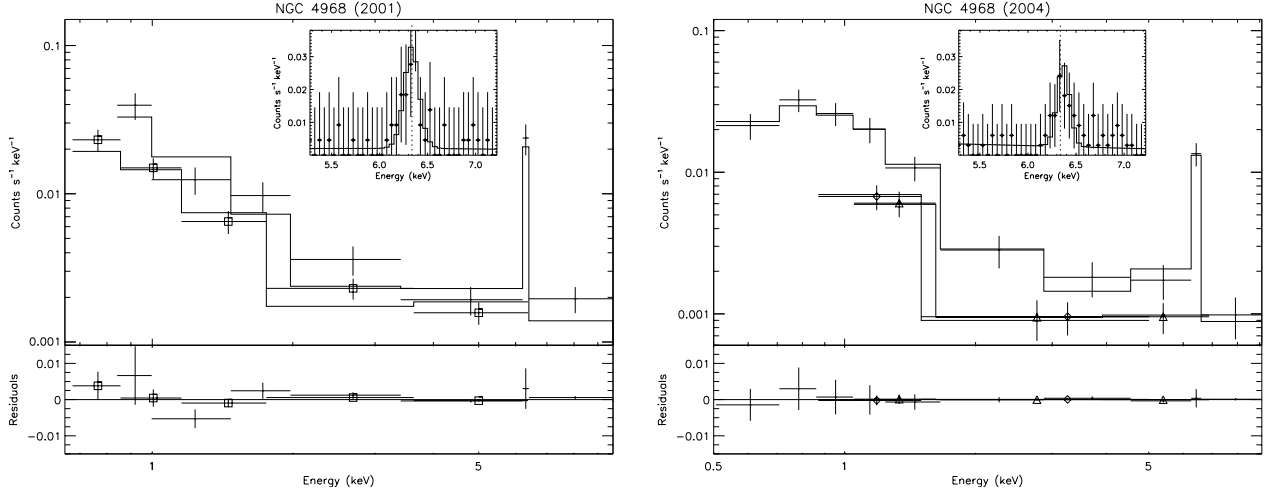 NGC 4968 (2001)
0.1
0.01
0.001
Counts s⁻¹ keV⁻¹
0.03
0.02
0.01
Counts s⁻¹ keV⁻¹
5.5 6.0 6.5 7.0
Energy (keV)
0.01
0
−0.01
Residuals
1 5
Energy (keV)
NGC 4968 (2004)
0.1
0.01
0.001
Counts s⁻¹ keV⁻¹
0.03
0.02
0.01
Counts s⁻¹ keV⁻¹
5.5 6.0 6.5 7.0
Energy (keV)
0.01
0
−0.01
Residuals
0.5 1 5
Energy (keV)